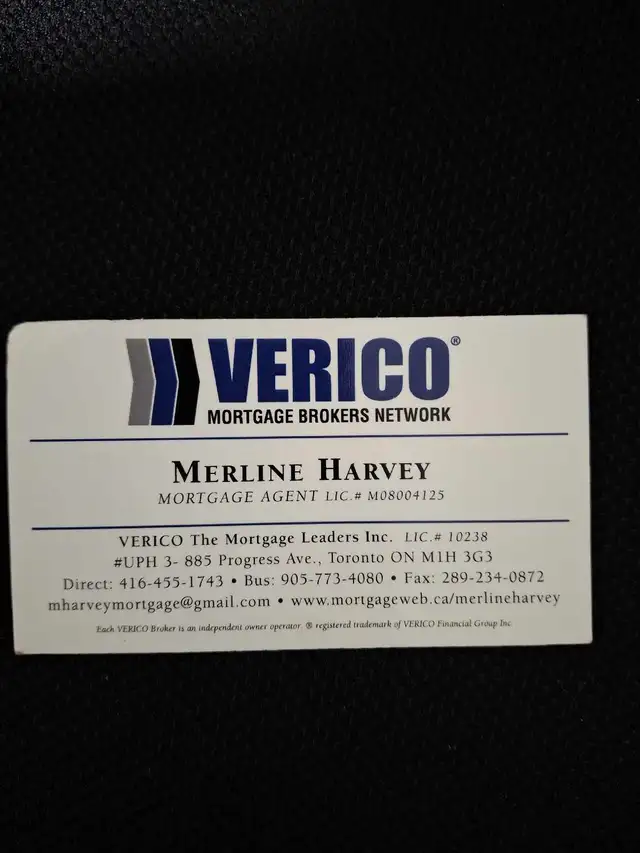 VERICO®
MORTGAGE BROKERS NETWORK
MERLINE HARVEY
MORTGAGE AGENT LIC.# M08004125
VERICO The Mortgage Leaders Inc. LIC.# 10238
#UPH 3- 885 Progress Ave., Toronto ON M1H 3G3
Direct: 416-455-1743 • Bus: 905-773-4080 • Fax: 289-234-0872
mharveymortgage@gmail.com • www.mortgageweb.ca/merlineharvey
Each VERICO Broker is an independent owner operator. ® registered trademark of VERICO Financial Group Inc